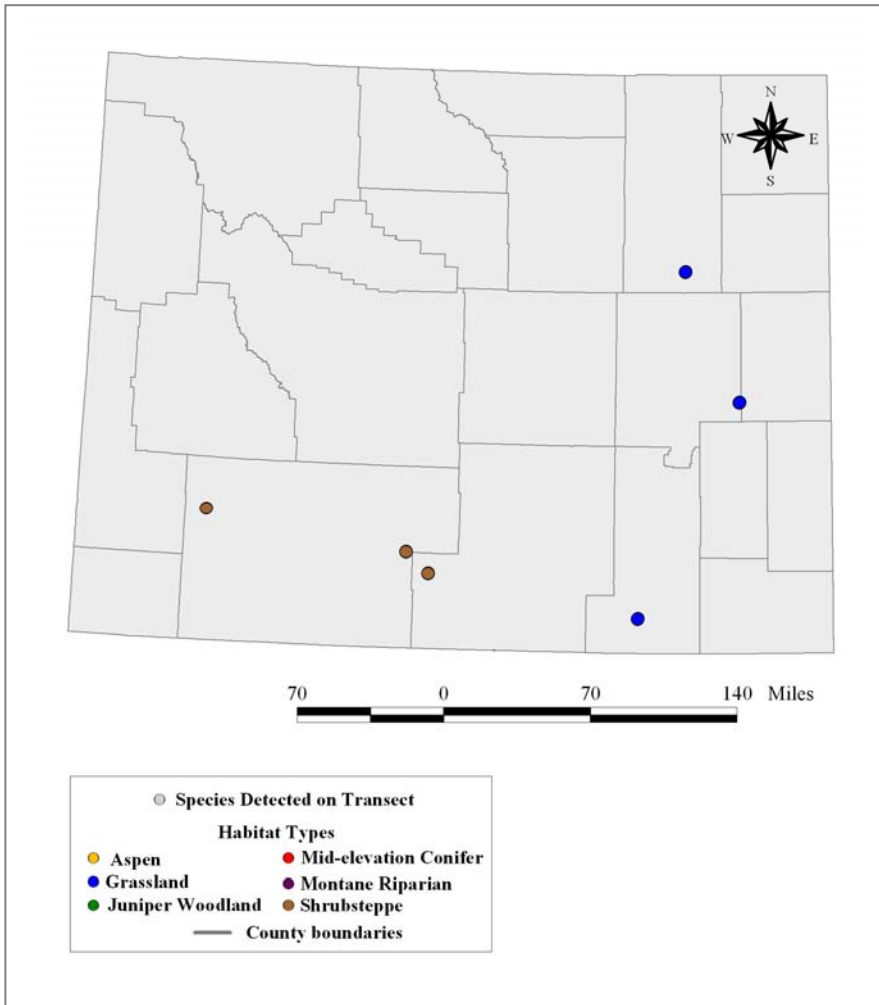 N
W E
S
70 0 70 140 Miles
Species Detected on Transect
Habitat Types
Aspen Mid-elevation Conifer
Grassland Montane Riparian
Juniper Woodland Shrubsteppe
County boundaries